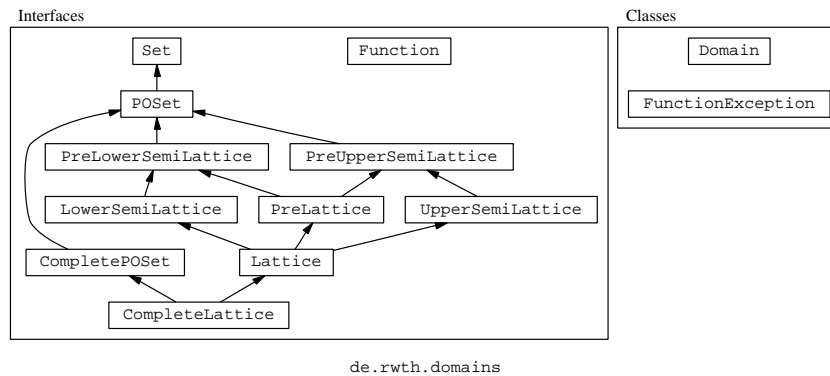 Interfaces
Classes
Set
Function
Domain
POSet
FunctionException
PreLowerSemiLattice
PreUpperSemiLattice
LowerSemiLattice
PreLattice
UpperSemiLattice
CompletePOSet
Lattice
CompleteLattice
de.rwth.domains